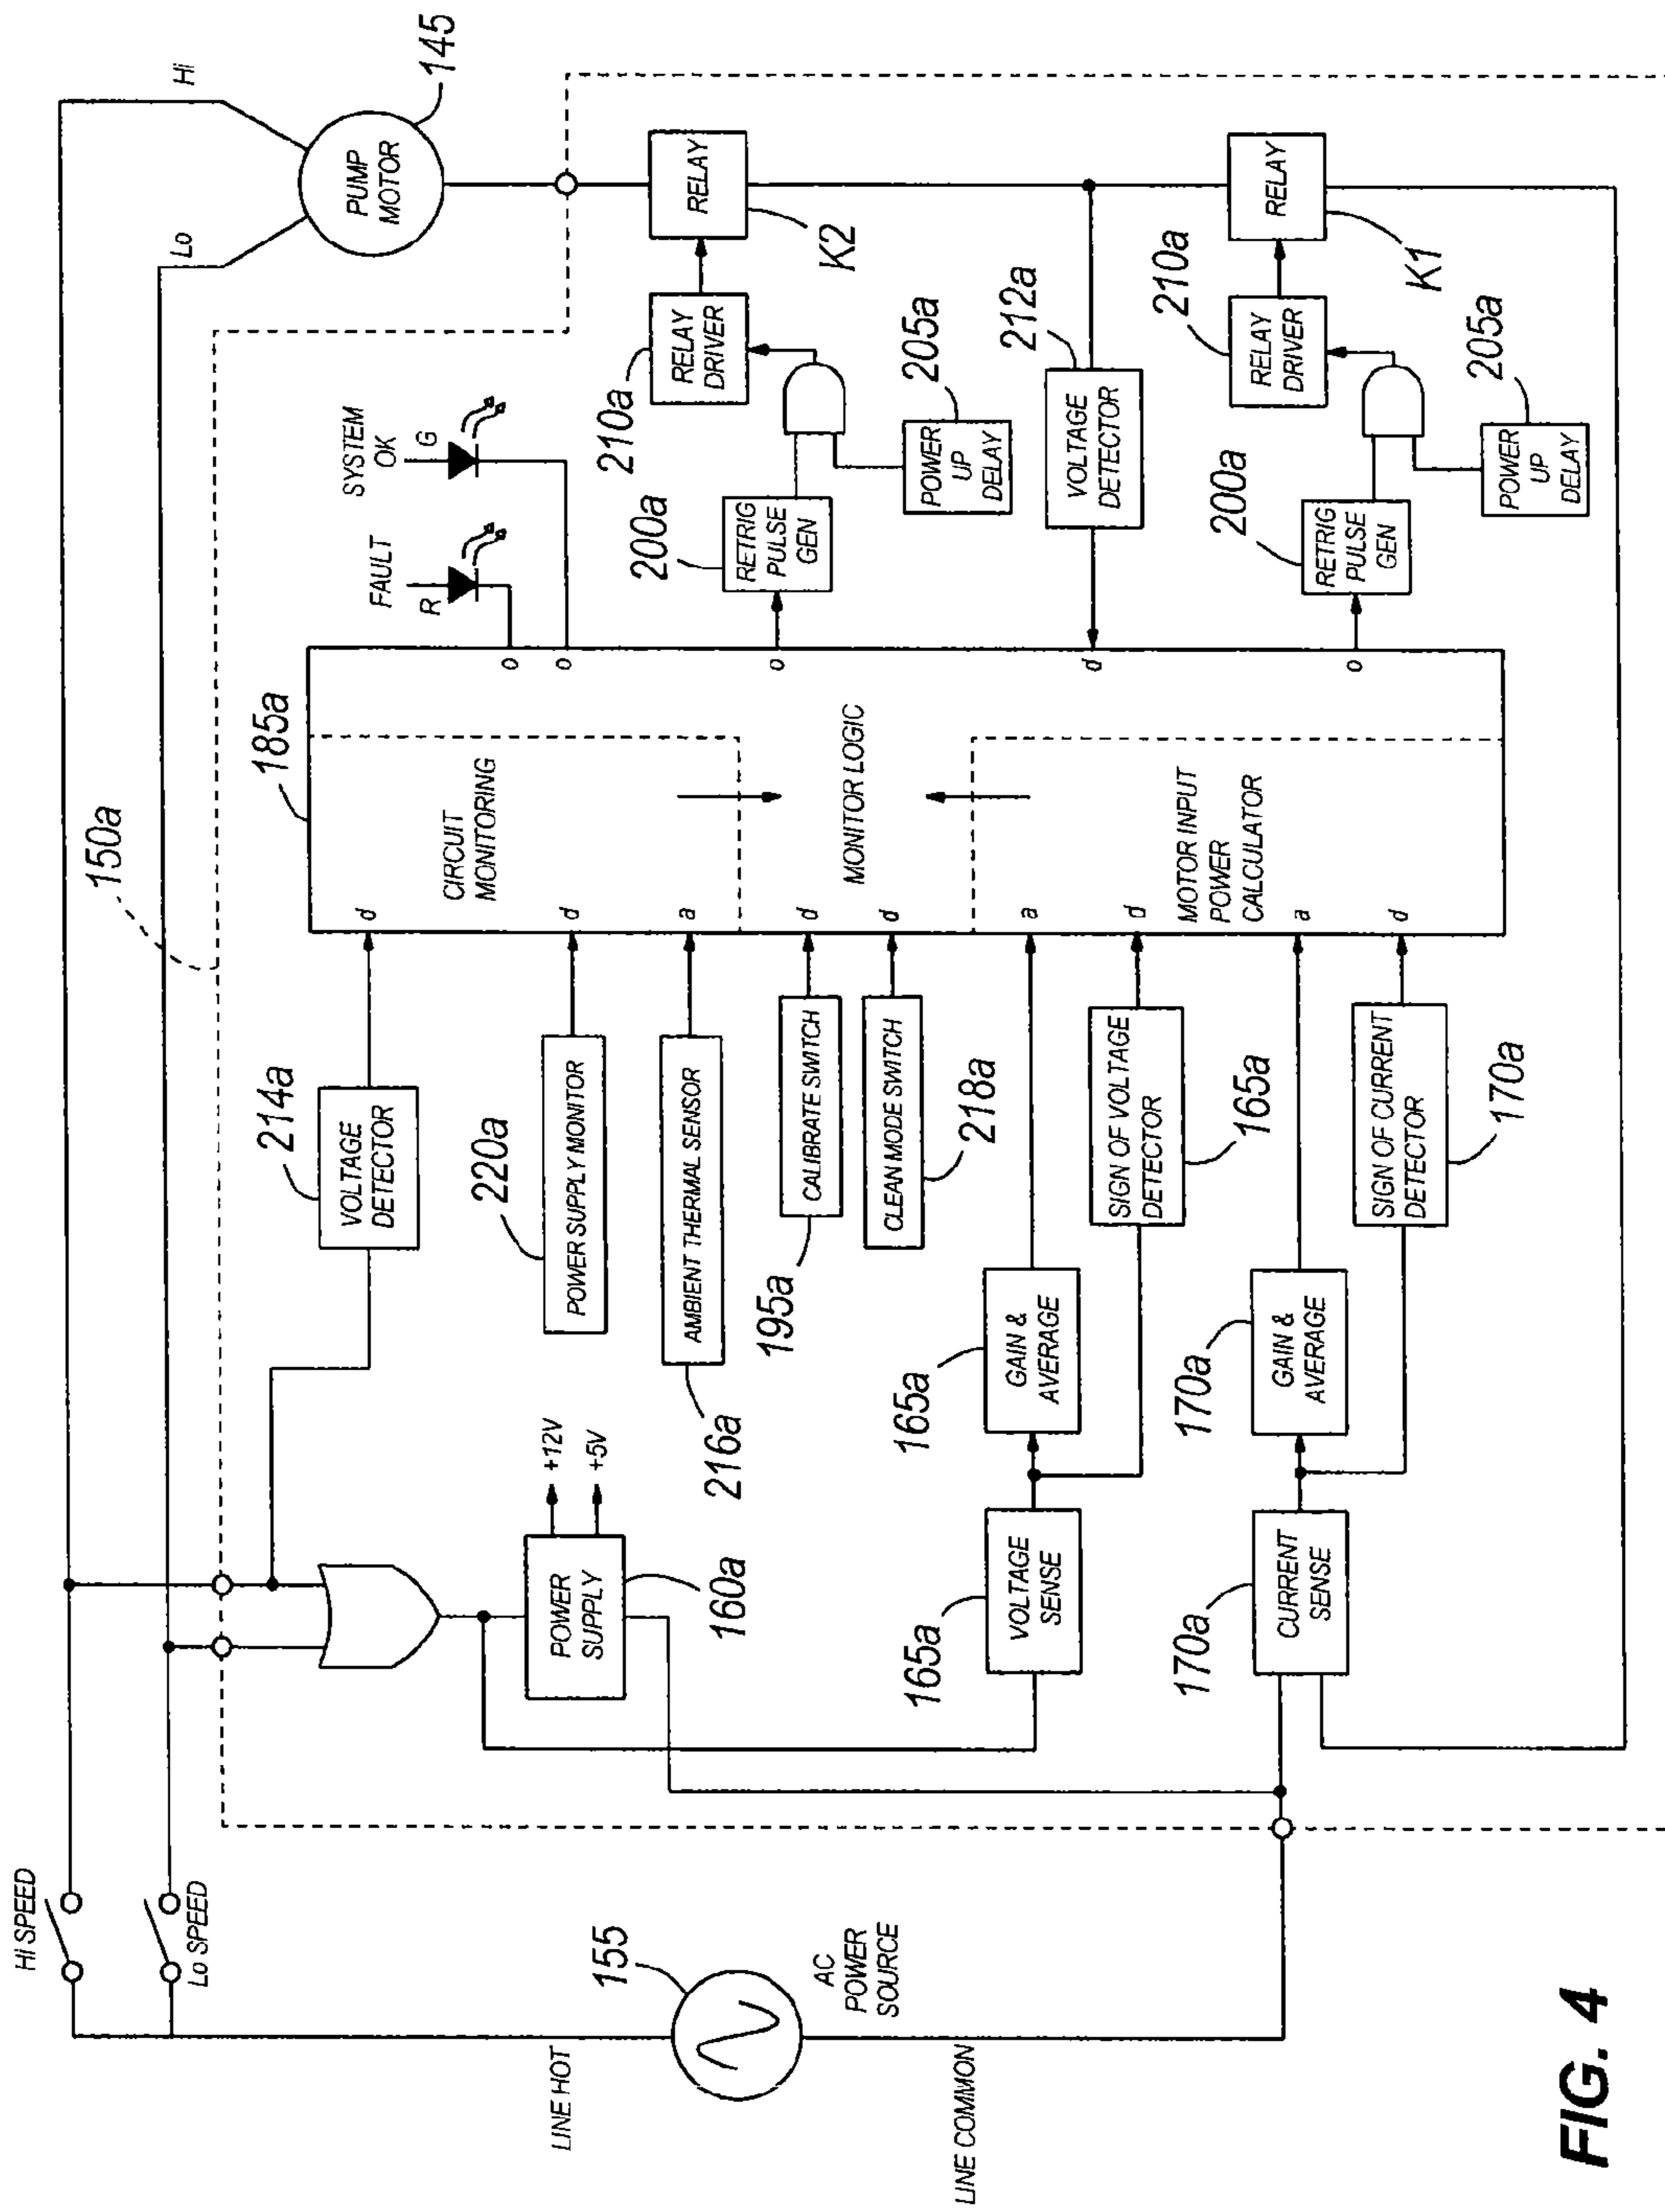 HI SPEED
Lo SPEED
150a
Hi
Lo
PUMP
MOTOR
145
155
LINE HOT
AC
POWER
SOURCE
LINE COMMON
214a
VOLTAGE
DETECTOR
185a
FAULT
R
SYSTEM
OK
G
POWER
SUPPLY
+12V
+5V
160a
220a
POWER SUPPLY MONITOR
AMBIENT THERMAL SENSOR
216a
CALIBRATE SWITCH
195a
CLEAN MODE SWITCH
218a
d
d
a
d
d
a
d
a
d
CIRCUIT
MONITORING
MONITOR LOGIC
MOTOR INPUT
POWER
CALCULATOR
o
o
o
d
o
210a
RELAY
DRIVER
RELAY
K2
200a
RETRIG
PULSE
GEN
POWER
UP
DELAY
205a
212a
VOLTAGE
DETECTOR
210a
RELAY
DRIVER
RELAY
K1
200a
RETRIG
PULSE
GEN
POWER
UP
DELAY
205a
165a
VOLTAGE
SENSE
165a
GAIN &
AVERAGE
SIGN OF VOLTAGE
DETECTOR
165a
170a
CURRENT
SENSE
170a
GAIN &
AVERAGE
SIGN OF CURRENT
DETECTOR
170a
FIG. 4